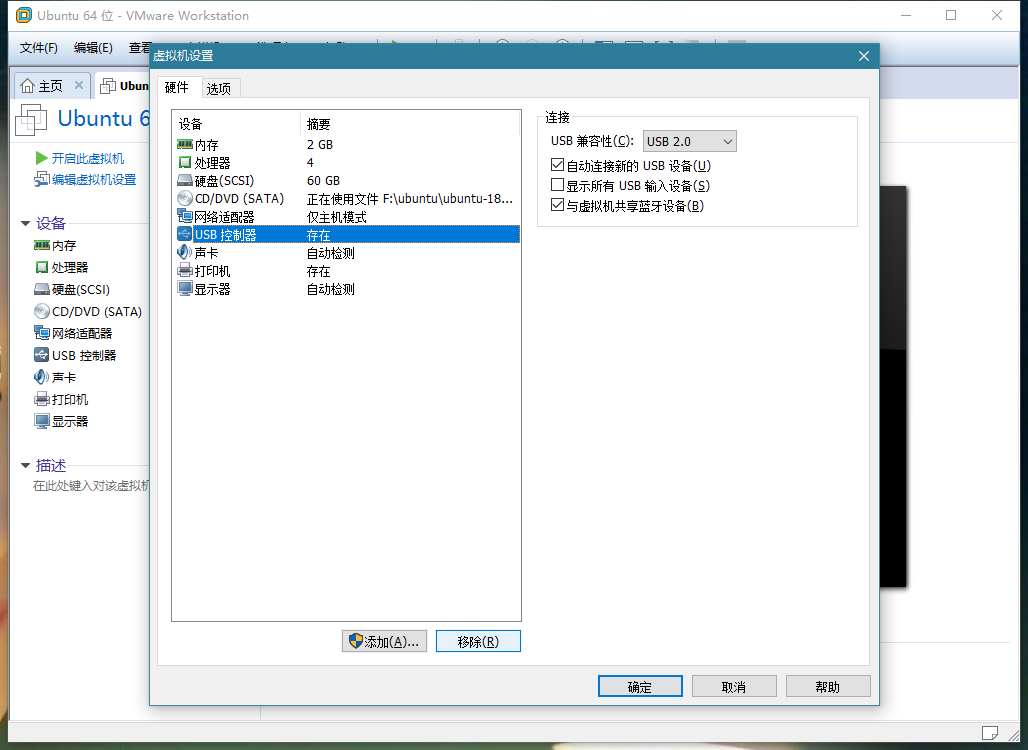 Ubuntu 64 位 - VMware Workstation
文件(F) 编辑(E) 查看
主页 Ubun
Ubuntu 6
开启此虚拟机
编辑虚拟机设置
设备
内存
处理器
硬盘(SCSI)
CD/DVD (SATA)
网络适配器
USB 控制器
声卡
打印机
显示器
描述
在此处键入对该虚拟机
虚拟机设置
硬件 选项
设备 摘要
内存 2 GB
处理器 4
硬盘(SCSI) 60 GB
CD/DVD (SATA) 正在使用文件 F:\ubuntu\ubuntu-18...
网络适配器 仅主机模式
USB 控制器 存在
声卡 自动检测
打印机 存在
显示器 自动检测
添加(A)... 移除(R)
连接
USB 兼容性(C): USB 2.0
自动连接新的 USB 设备(U)
显示所有 USB 输入设备(S)
与虚拟机共享蓝牙设备(B)
确定 取消 帮助